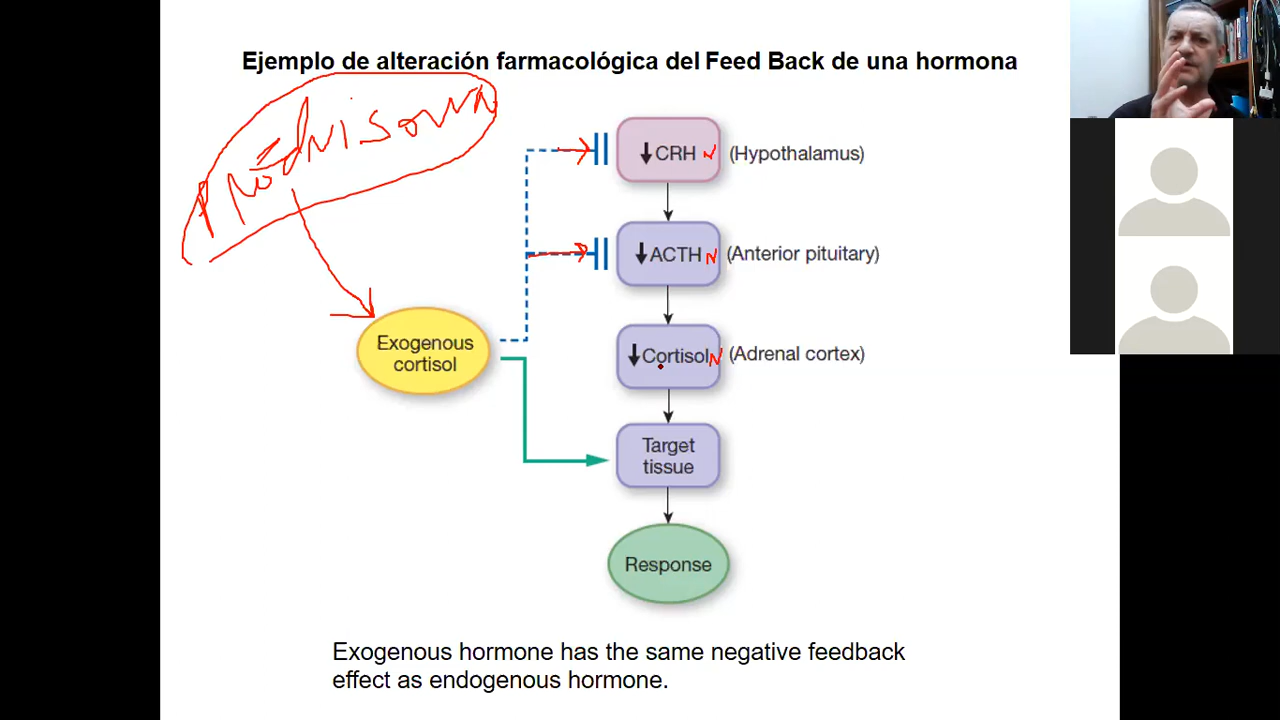 Ejemplo de alteración farmacológica del Feed Back de una hormona
↓ CRH N (Hypothalamus)
↓ ACTH N (Anterior pituitary)
Exogenous
cortisol
↓ Cortisol N (Adrenal cortex)
Target
tissue
Response
Exogenous hormone has the same negative feedback
effect as endogenous hormone.